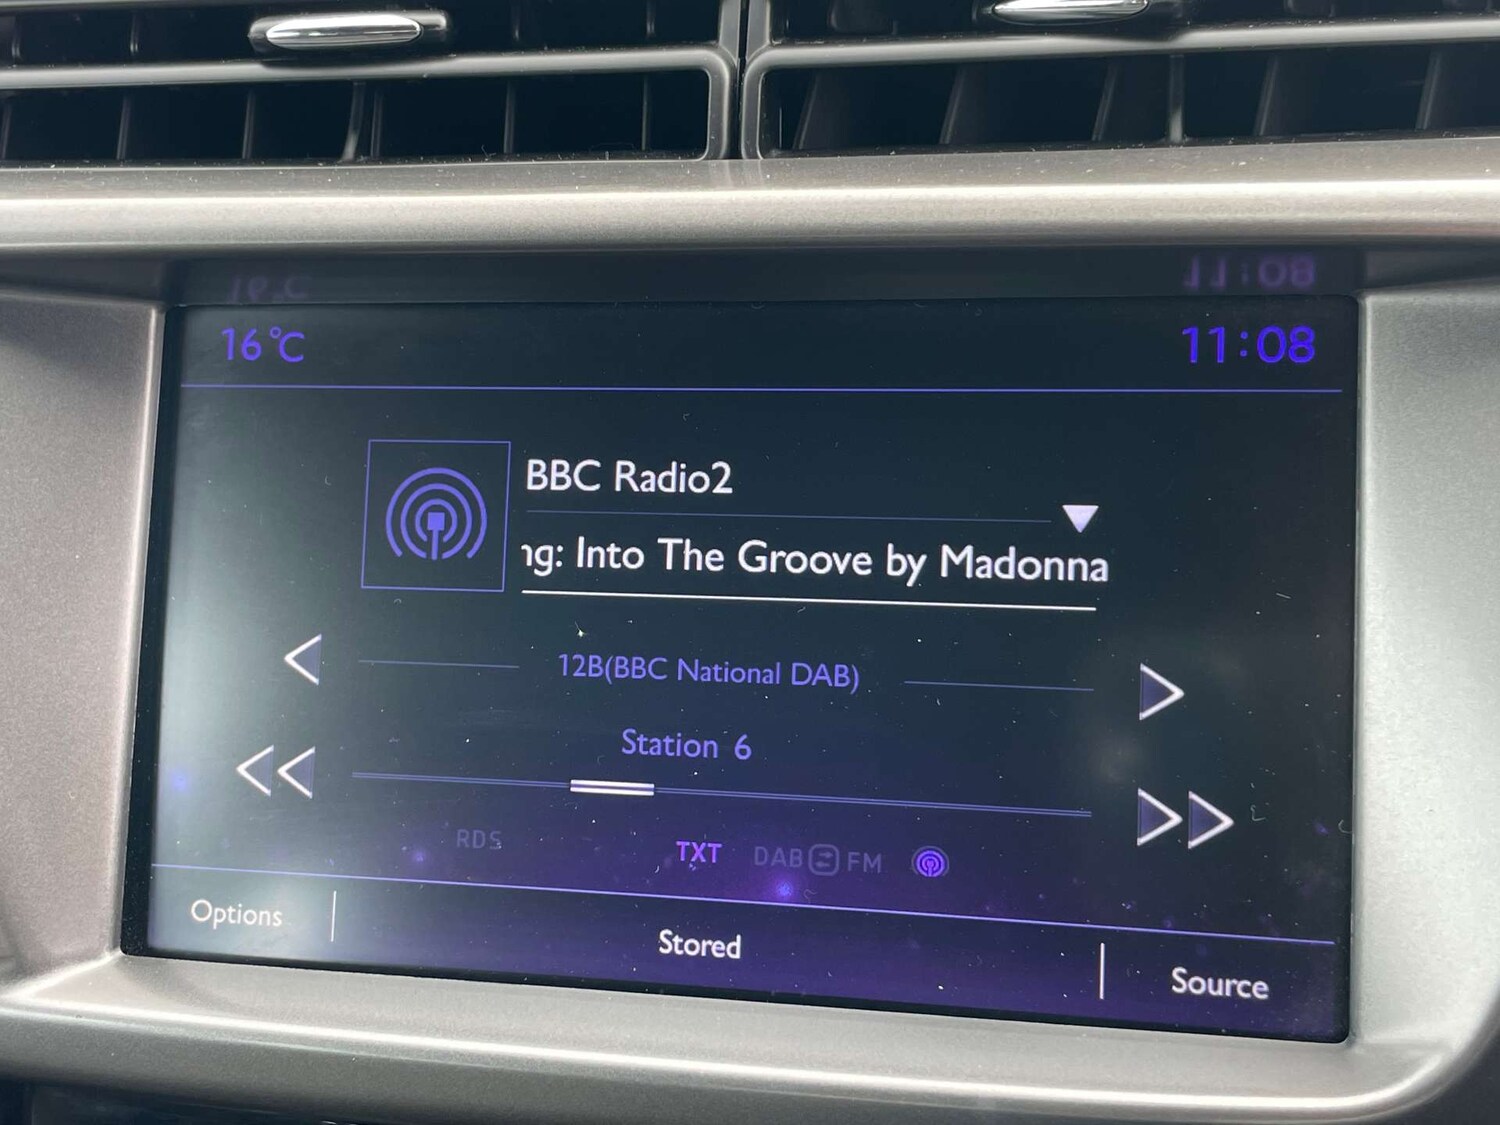 16°C
11:08
BBC Radio2
ng: Into The Groove by Madonna
12B(BBC National DAB)
Station 6
RDS
TXT
DAB FM
Options
Stored
Source